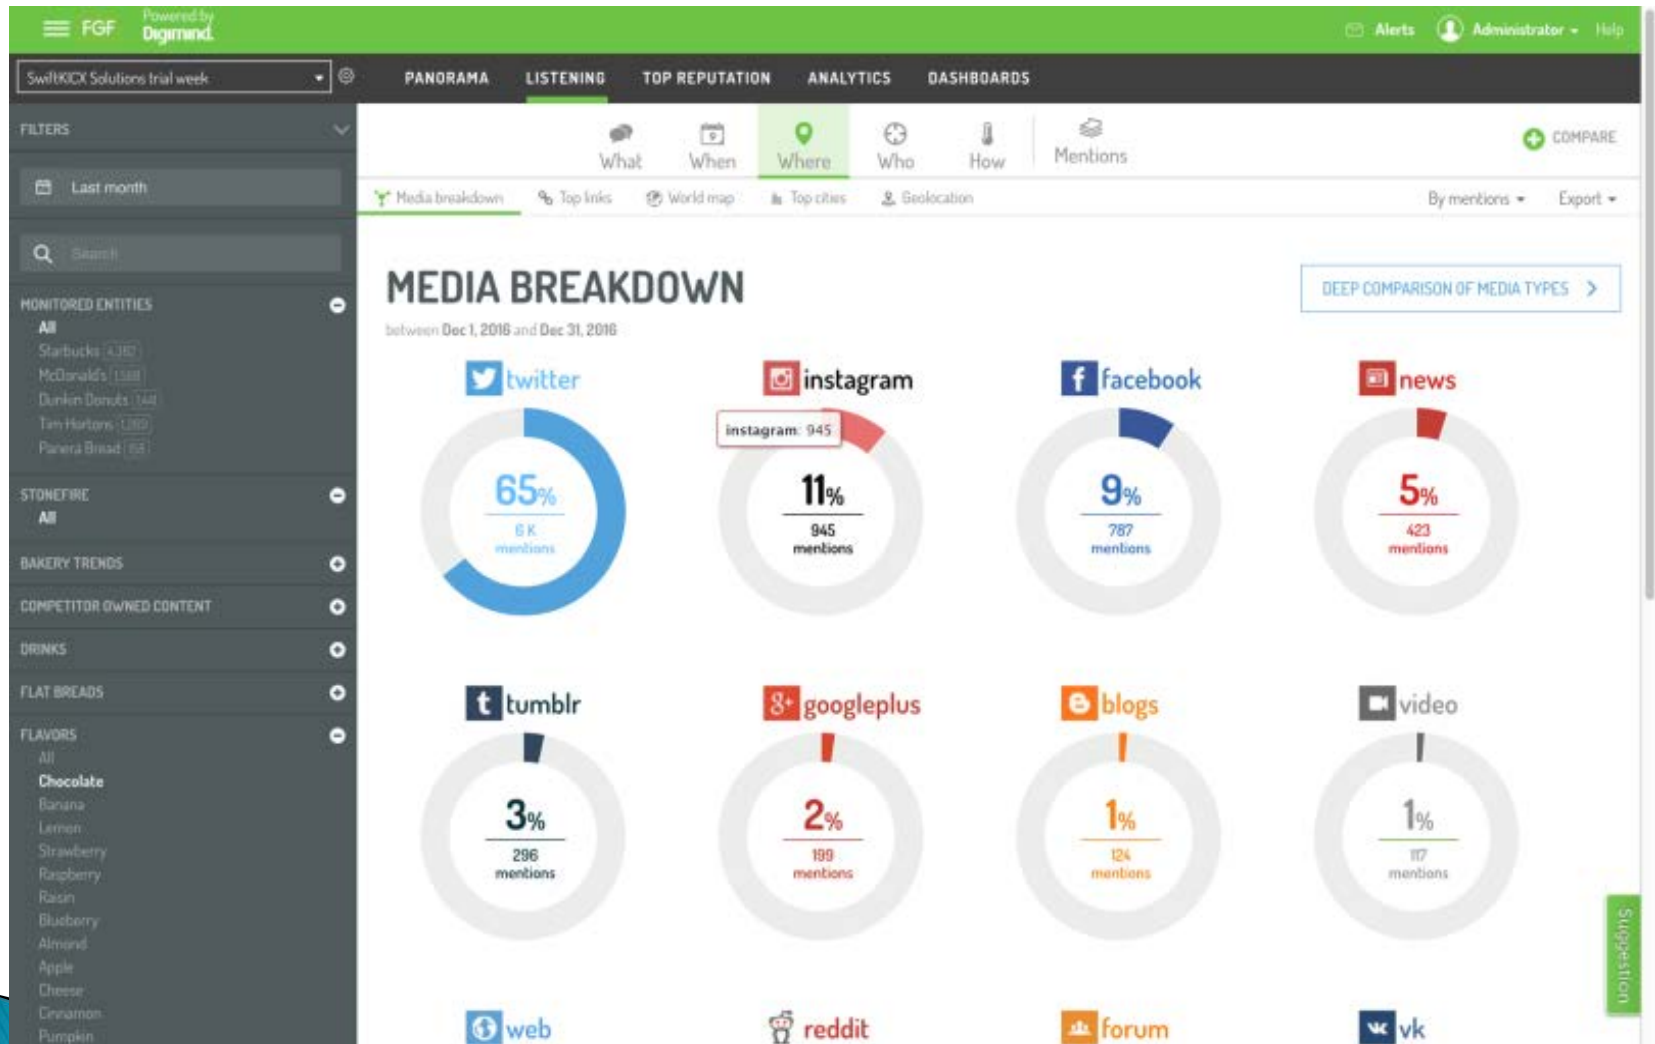 FGF
Powered by
Digimind.
Alerts
Administrator
Help
SwiftKICX Solutions trial week
PANORAMA
LISTENING
TOP REPUTATION
ANALYTICS
DASHBOARDS
FILTERS
Last month
Search
MONITORED ENTITIES
All
Starbucks
McDonald's
Dunkin Donuts
Tim Hortons
Panera Bread
STONEFIRE
All
BAKERY TRENDS
COMPETITOR OWNED CONTENT
DRINKS
FLAT BREADS
FLAVORS
All
Chocolate
Banana
Lemon
Strawberry
Raspberry
Raisin
Blueberry
Almond
Apple
Cheese
Cinnamon
Pumpkin
What
When
Where
Who
How
Mentions
COMPARE
Media breakdown
Top links
World map
Top cities
Geolocation
By mentions
Export
MEDIA BREAKDOWN
DEEP COMPARISON OF MEDIA TYPES
between Dec 1, 2016 and Dec 31, 2016
twitter
65%
6 K
mentions
instagram
instagram: 945
11%
945
mentions
facebook
9%
787
mentions
news
5%
423
mentions
tumblr
3%
296
mentions
googleplus
2%
199
mentions
blogs
1%
124
mentions
video
1%
117
mentions
web
reddit
forum
vk
Suggestion